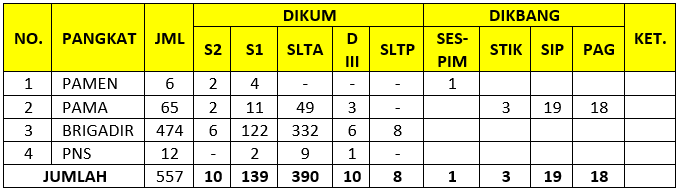 NO. PANGKAT JML DIKUM DIKBANG KET.
S2 S1 SLTA D III SLTP SES-PIM STIK SIP PAG
1 PAMEN 6 2 4 - - - 1
2 PAMA 65 2 11 49 3 - 3 19 18
3 BRIGADIR 474 6 122 332 6 8
4 PNS 12 - 2 9 1 -
JUMLAH 557 10 139 390 10 8 1 3 19 18